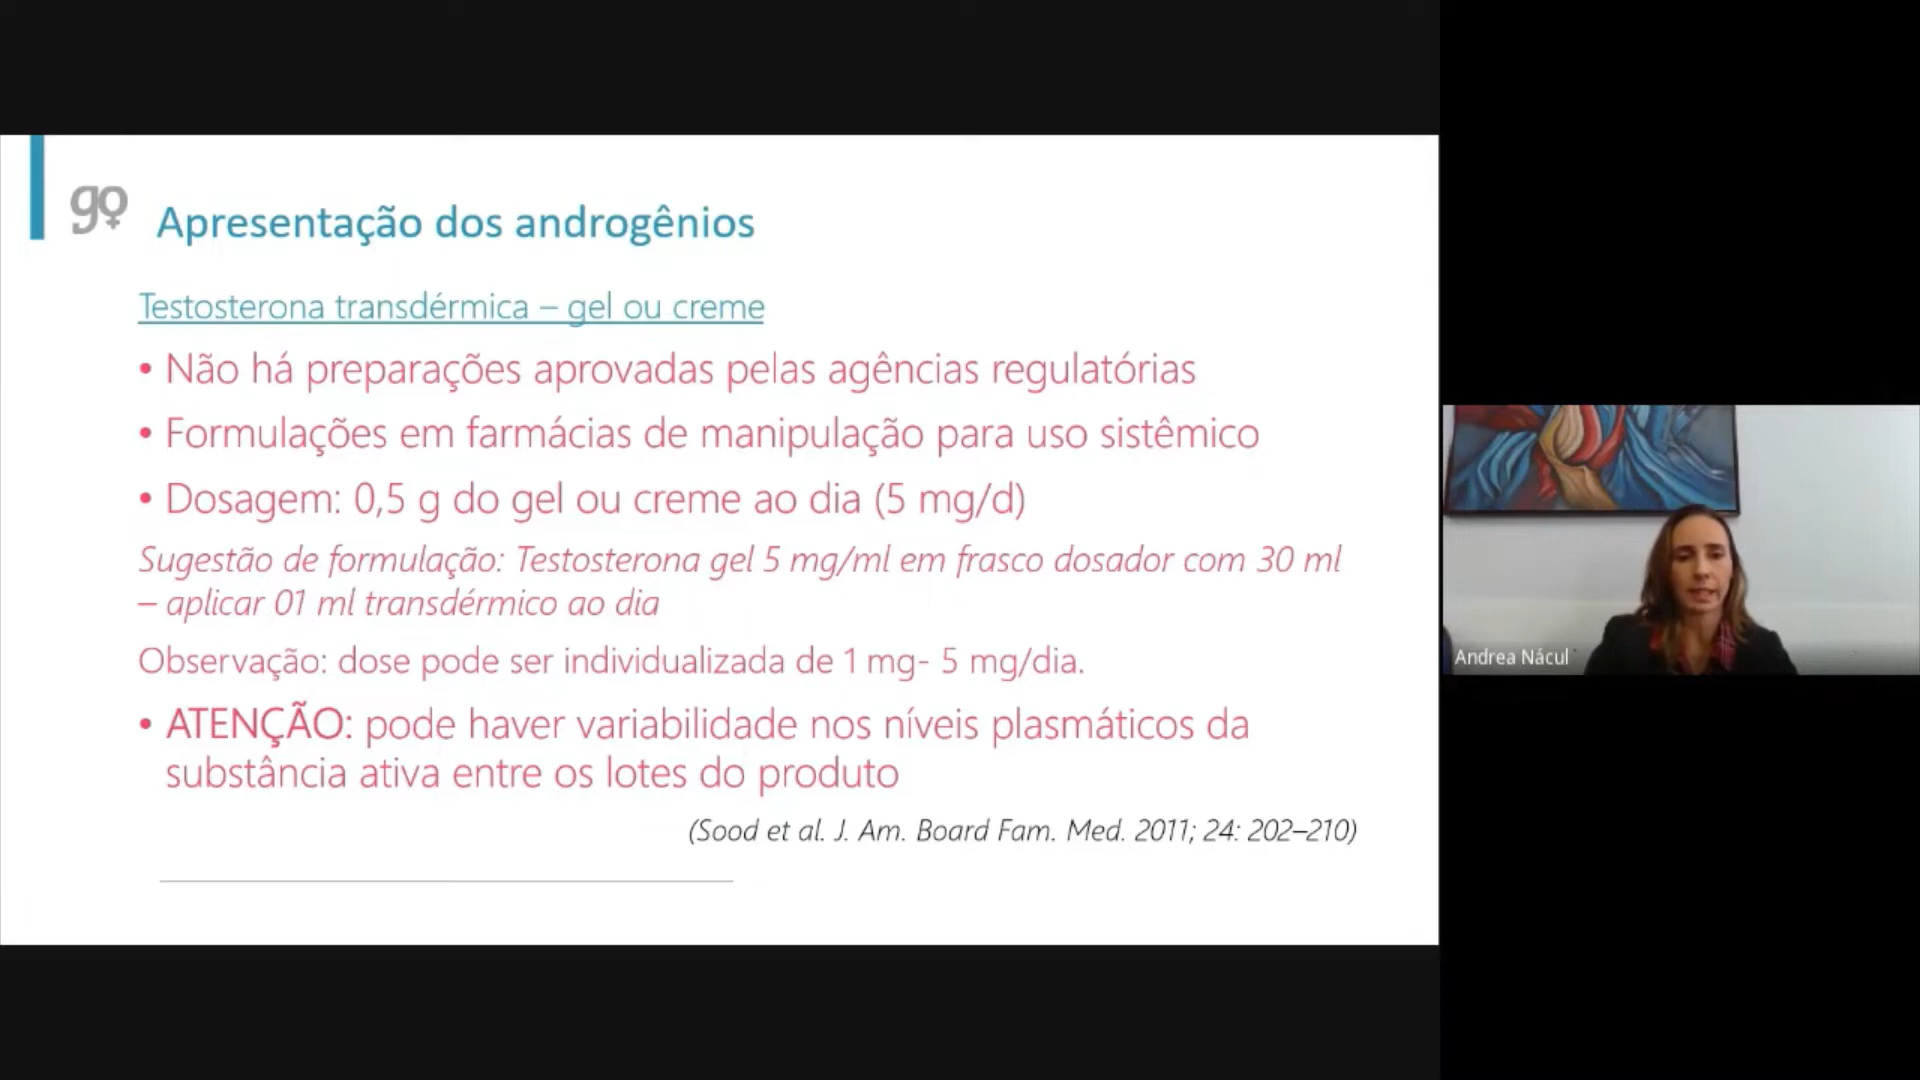 go
Apresentação dos androgênios
Testosterona transdérmica – gel ou creme
• Não há preparações aprovadas pelas agências regulatórias
• Formulações em farmácias de manipulação para uso sistêmico
• Dosagem: 0,5 g do gel ou creme ao dia (5 mg/d)
Sugestão de formulação: Testosterona gel 5 mg/ml em frasco dosador com 30 ml
– aplicar 01 ml transdérmico ao dia
Observação: dose pode ser individualizada de 1 mg- 5 mg/dia.
• ATENÇÃO: pode haver variabilidade nos níveis plasmáticos da
substância ativa entre os lotes do produto
(Sood et al. J. Am. Board Fam. Med. 2011; 24: 202–210)
Andrea Nácul